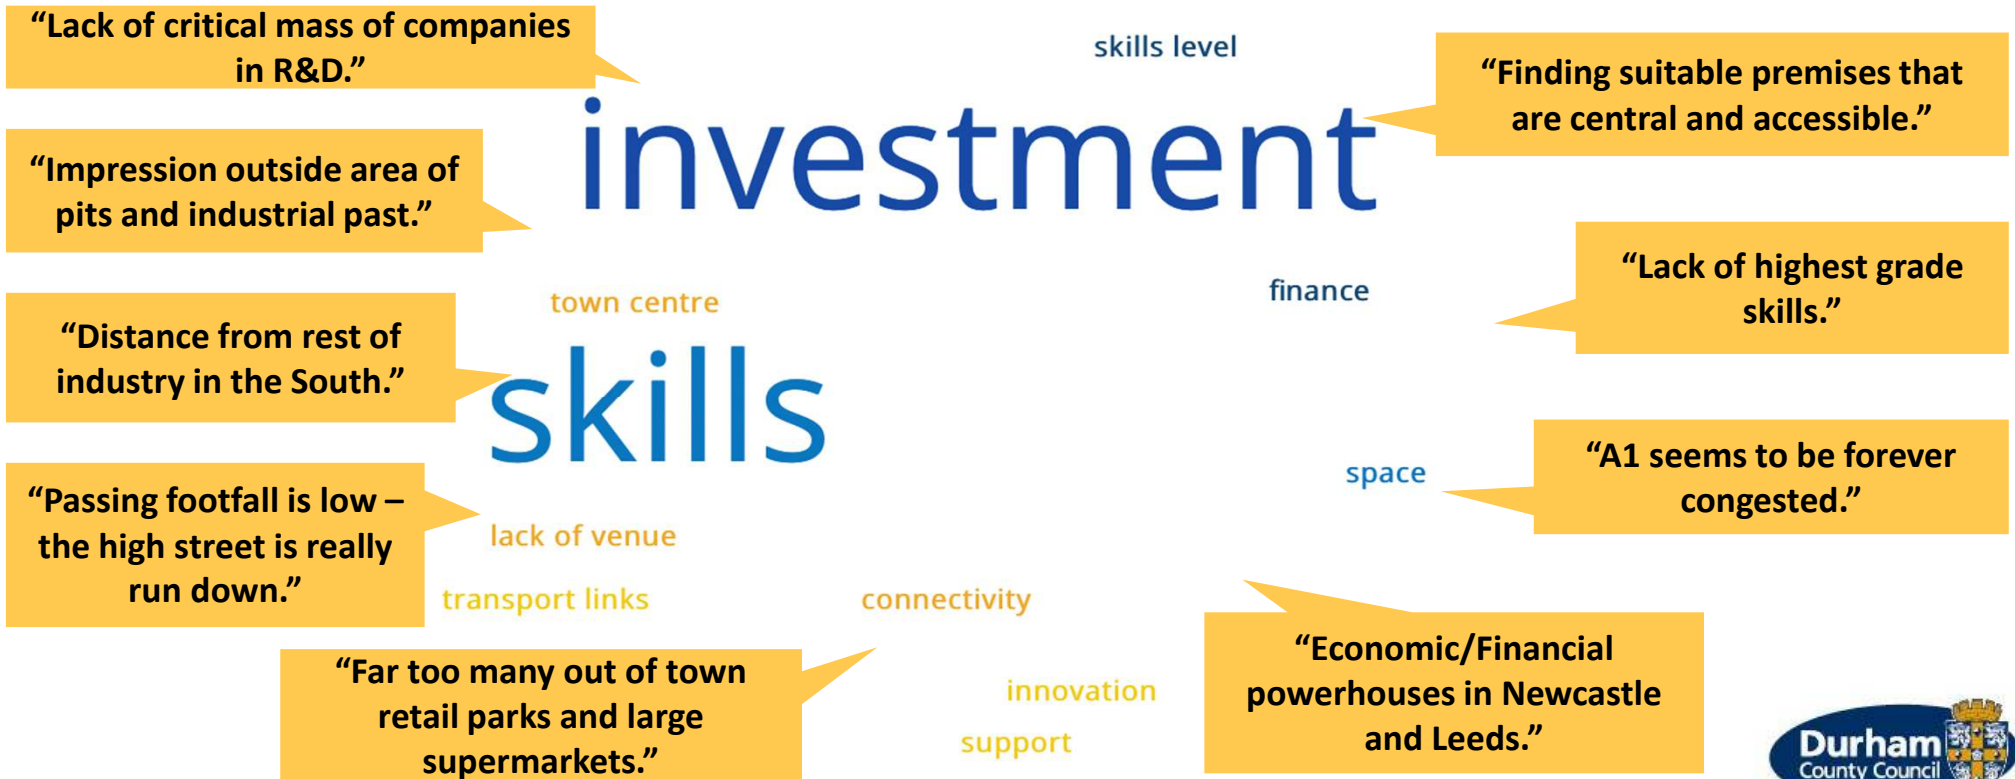 “Lack of critical mass of companies
in R&D.”
skills level
“Finding suitable premises that
are central and accessible.”
investment
“Impression outside area of
pits and industrial past.”
“Lack of highest grade
skills.”
finance
town centre
“Distance from rest of
industry in the South.”
skills
“A1 seems to be forever
congested.”
space
“Passing footfall is low –
the high street is really
run down.”
lack of venue
transport links
connectivity
“Far too many out of town
retail parks and large
supermarkets.”
innovation
support
“Economic/Financial
powerhouses in Newcastle
and Leeds.”
Durham
County Council